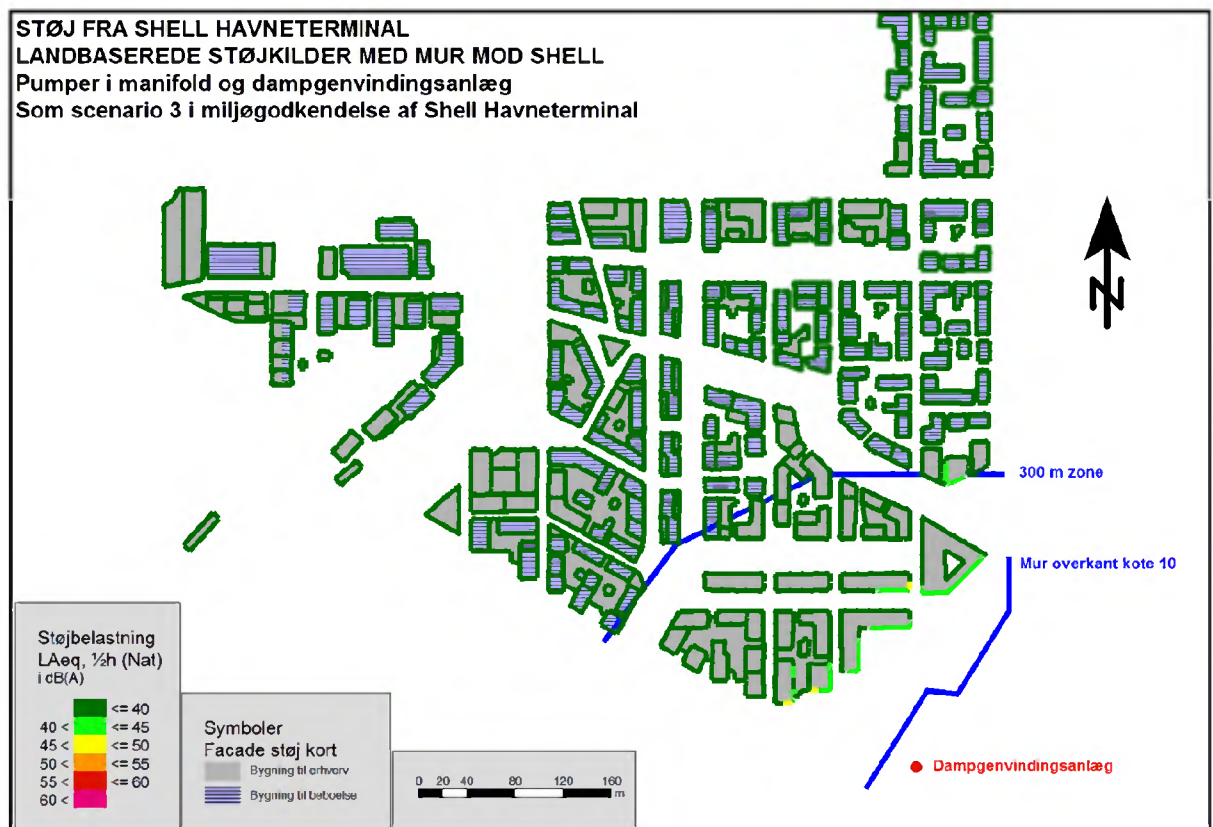 STØJ FRA SHELL HAVNETERMINAL
LANDBASEREDE STØJKILDER MED MUR MOD SHELL
Pumper i manifold og dampgenvindingsanlæg
Som scenario 3 i miljøgodkendelse af Shell Havneterminal
N
300 m zone
Mur overkant kote 10
Dampgenvindingsanlæg
Støjbelastning
LAeq, ½h (Nat)
i dB(A)
<= 40
40 < <= 45
45 < <= 50
50 < <= 55
55 < <= 60
60 <
Symboler
Facade støj kort
Bygning til erhverv
Bygning til beboelse
0 20 40 80 120 160
m